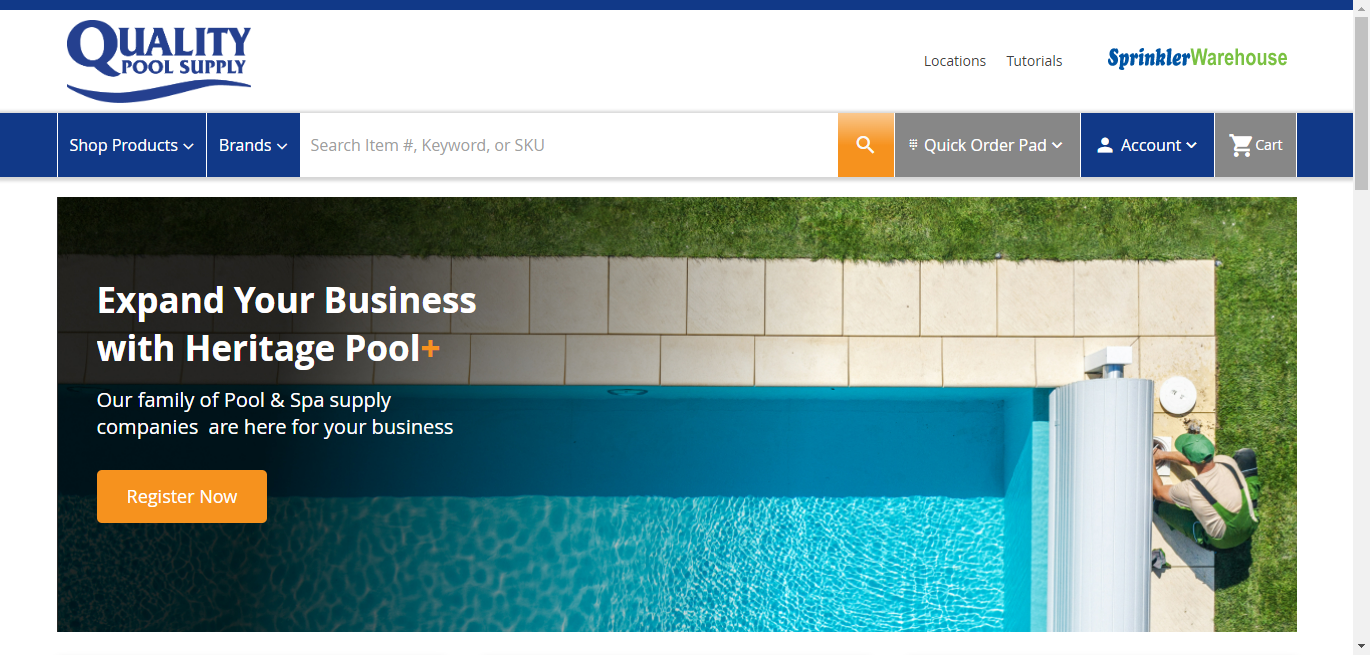 QUALITY
POOL SUPPLY
Locations
Tutorials
SprinklerWarehouse
Shop Products
Brands
Search Item #, Keyword, or SKU
Quick Order Pad
Account
Cart
Expand Your Business
with Heritage Pool+
Our family of Pool & Spa supply
companies are here for your business
Register Now